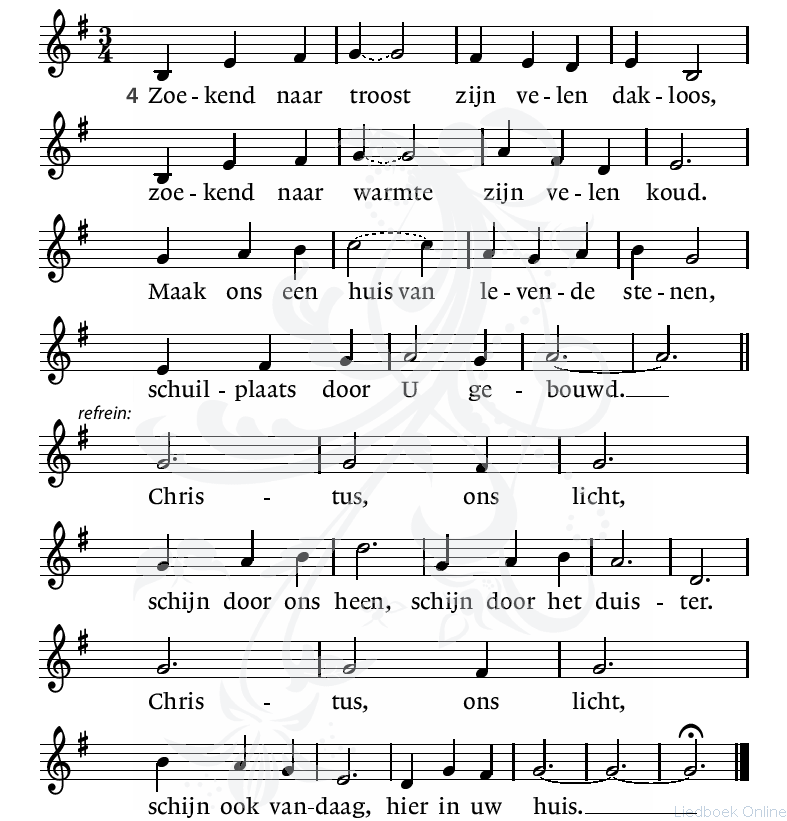 4 Zoe - kend naar troost zijn ve - len dak - loos,
zoe - kend naar warmte zijn ve - len koud.
Maak ons een huis van le - ven - de ste - nen,
schuil - plaats door U ge - bouwd.
refrein:
Chris - tus, ons licht,
schijn door ons heen, schijn door het duis - ter.
Chris - tus, ons licht,
schijn ook van-daag, hier in uw huis.
Liedboek Online